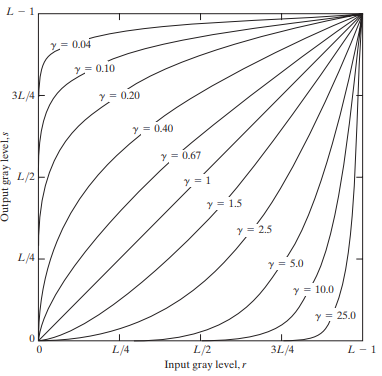 L − 1
γ = 0.04
γ = 0.10
3L/4
γ = 0.20
γ = 0.40
γ = 0.67
L/2
γ = 1
γ = 1.5
γ = 2.5
L/4
γ = 5.0
γ = 10.0
γ = 25.0
0
0
L/4
L/2
3L/4
L − 1
Output gray level, s
Input gray level, r